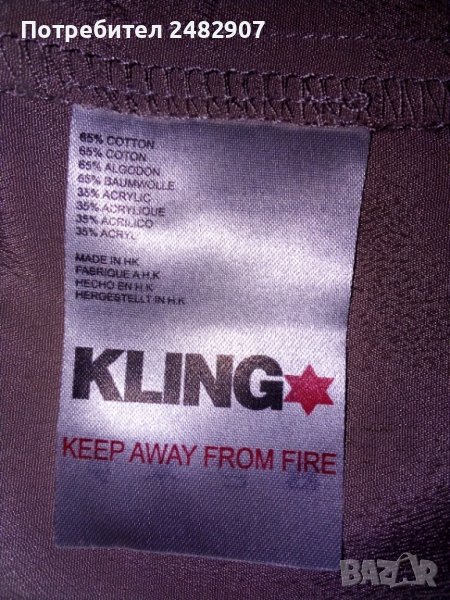 Потребител 2482907
65% COTTON
65% COTON
65% ALGODON
65% BAUMWOLLE
35% ACRYLIC
35% ACRYLIQUE
35% ACRILICO
35% ACRYL
MADE IN HK
FABRIQUE A H.K
HECHO EN H.K
HERGESTELLT IN H.K
KLING
KEEP AWAY FROM FIRE
BAZAR